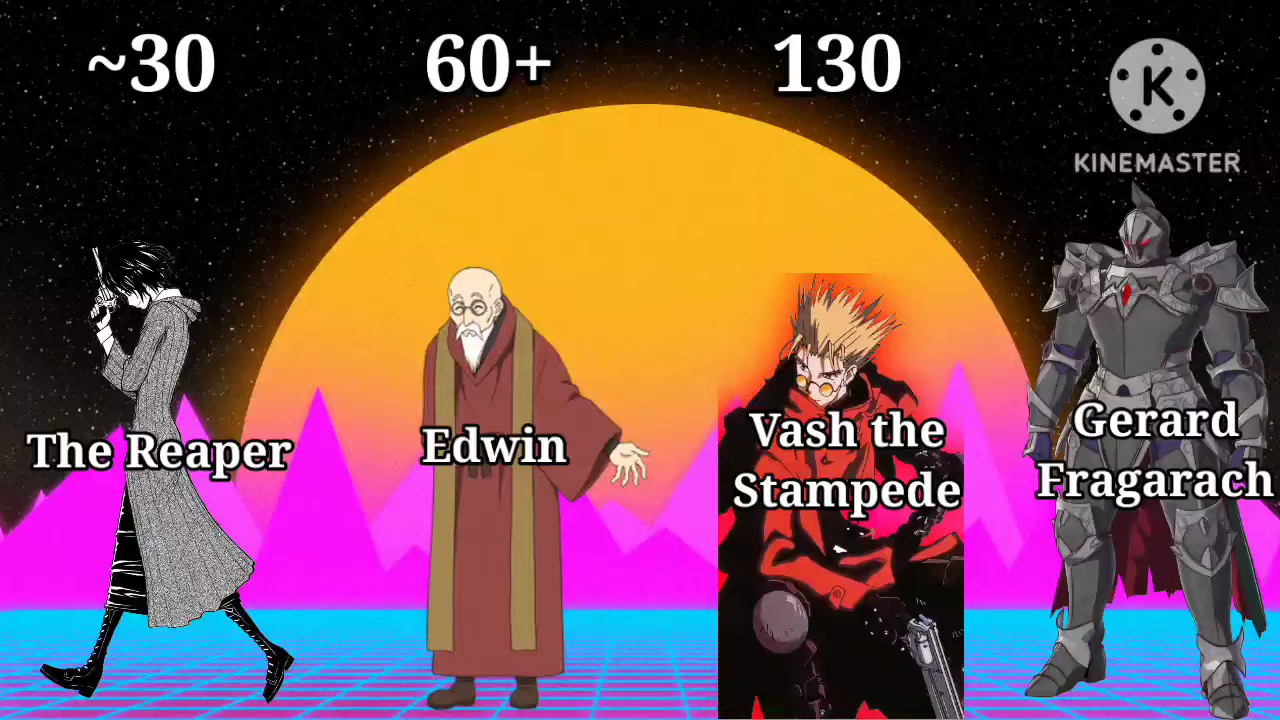 ~30
60+
130
K
KINEMASTER
The Reaper
Edwin
Vash the
Stampede
Gerard
Fragarach